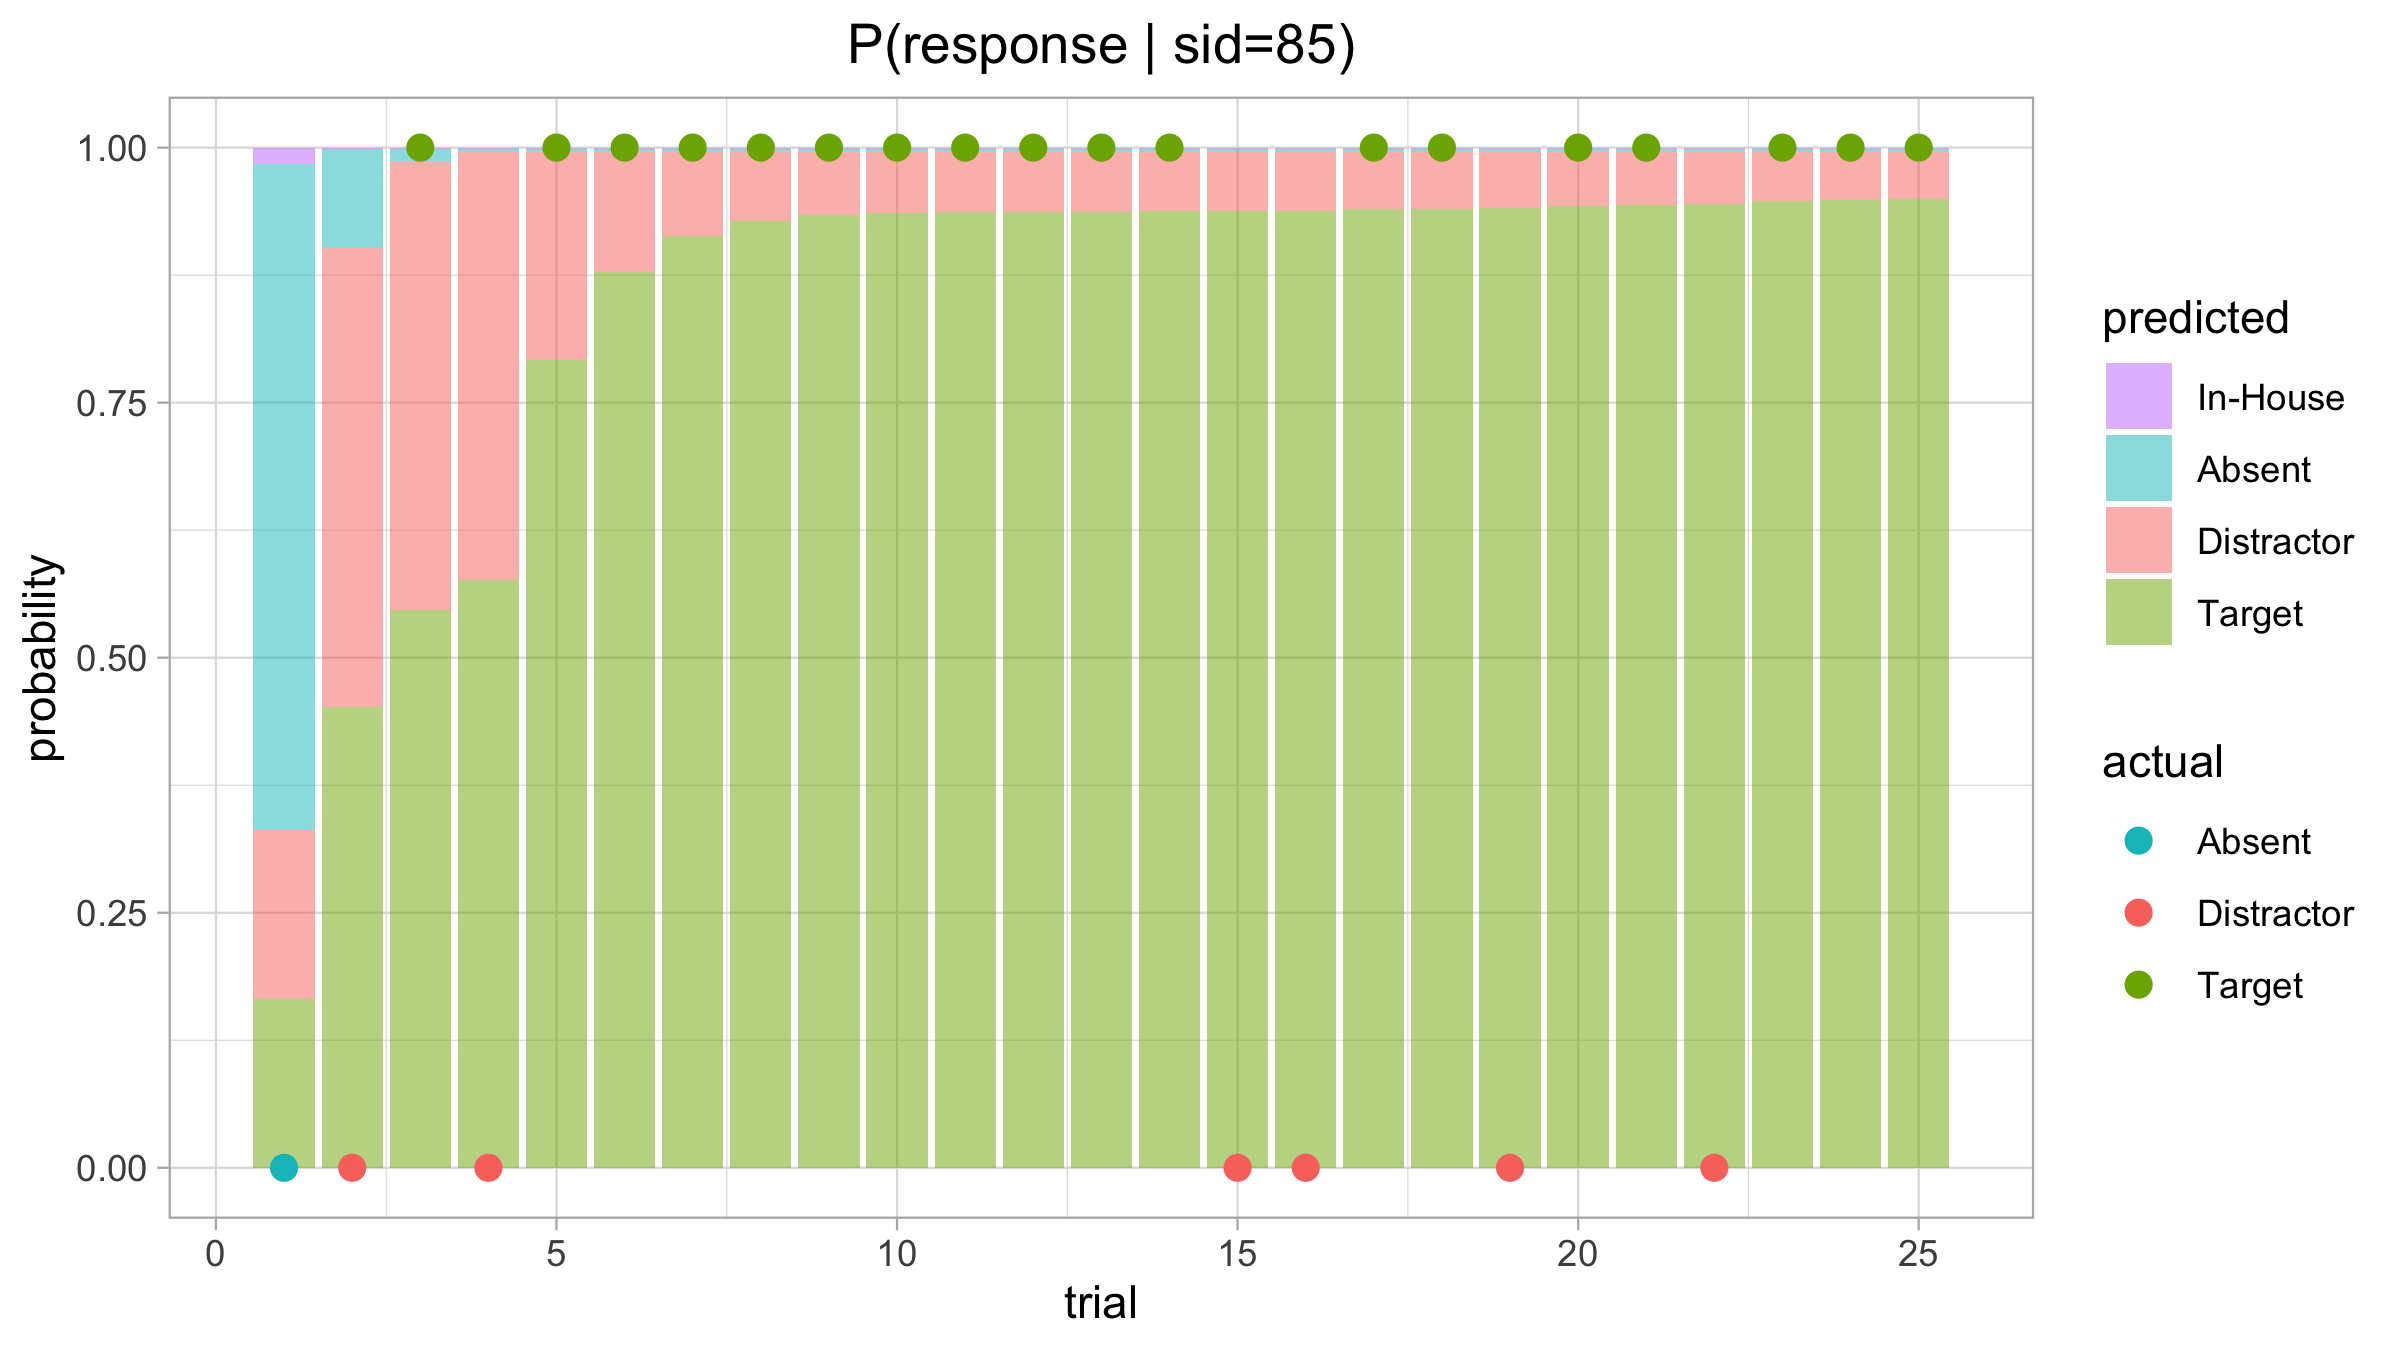 P(response | sid=85)
probability
1.00
0.75
0.50
0.25
0.00
0
5
10
15
20
25
trial
predicted
In-House
Absent
Distractor
Target
actual
Absent
Distractor
Target